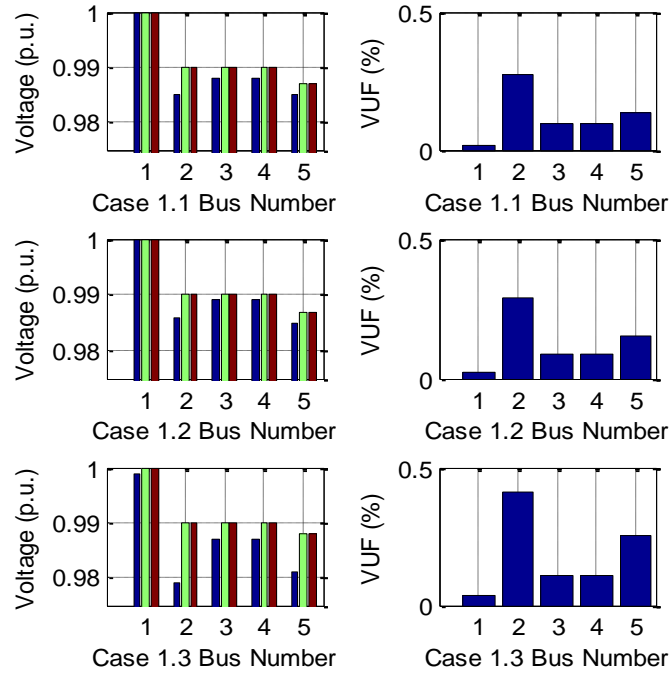 Voltage (p.u.)
1
0.99
0.98
1 2 3 4 5
Case 1.1 Bus Number
VUF (%)
0.5
0
1 2 3 4 5
Case 1.1 Bus Number
Voltage (p.u.)
1
0.99
0.98
1 2 3 4 5
Case 1.2 Bus Number
VUF (%)
0.5
0
1 2 3 4 5
Case 1.2 Bus Number
Voltage (p.u.)
1
0.99
0.98
1 2 3 4 5
Case 1.3 Bus Number
VUF (%)
0.5
0
1 2 3 4 5
Case 1.3 Bus Number